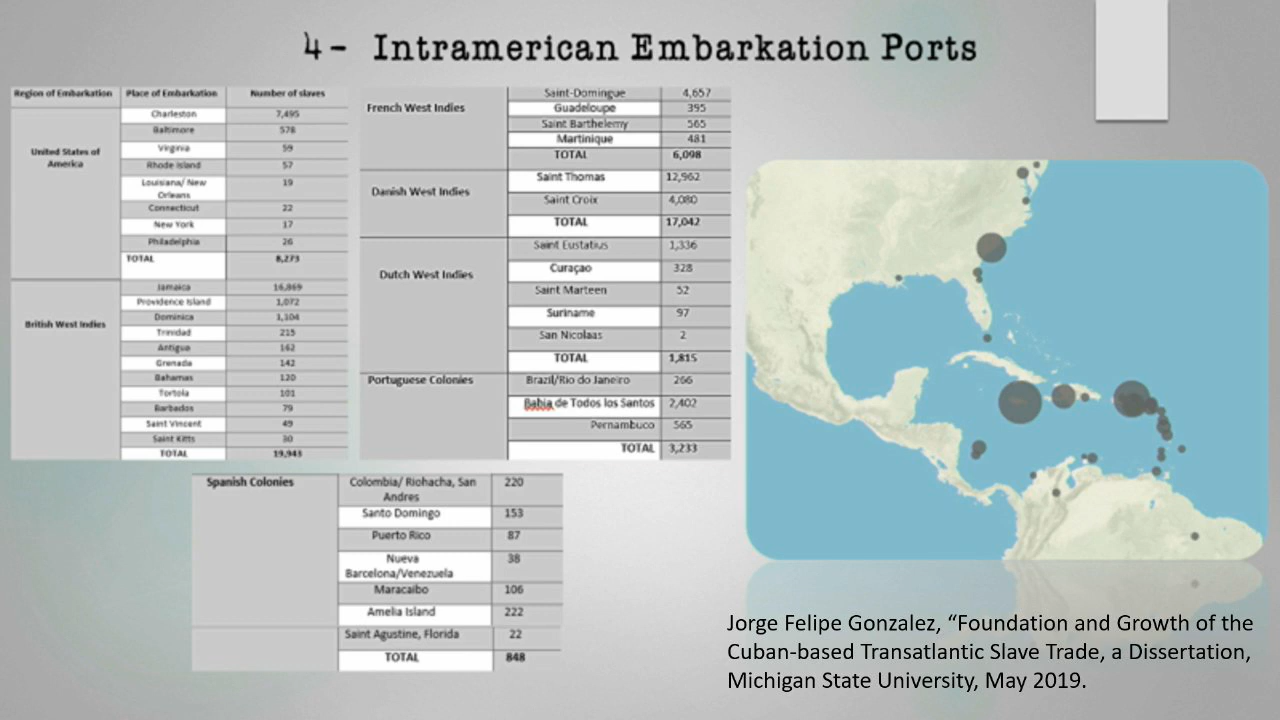 4 - Intramerican Embarkation Ports
Region of Embarkation Place of Embarkation Number of slaves
United States of America
Charleston 7,495
Baltimore 578
Virginia 59
Rhode Island 57
Louisiana/ New Orleans 19
Connecticut 22
New York 17
Philadelphia 26
TOTAL 8,273
British West Indies
Jamaica 16,869
Providence Island 1,072
Dominica 1,104
Trinidad 215
Antigua 162
Grenada 142
Bahamas 120
Tortola 101
Barbados 79
Saint Vincent 49
Saint Kitts 30
TOTAL 19,943
French West Indies
Saint-Domingue 4,657
Guadeloupe 395
Saint Barthelemy 565
Martinique 481
TOTAL 6,098
Danish West Indies
Saint Thomas 12,962
Saint Croix 4,080
TOTAL 17,042
Dutch West Indies
Saint Eustatius 1,336
Curaçao 328
Saint Marteen 52
Suriname 97
San Nicolaas 2
TOTAL 1,815
Portuguese Colonies
Brazil/Rio do Janeiro 266
Bahia de Todos los Santos 2,402
Pernambuco 565
TOTAL 3,233
Spanish Colonies
Colombia/ Riohacha, San Andres 220
Santo Domingo 153
Puerto Rico 87
Nueva Barcelona/Venezuela 38
Maracaibo 106
Amelia Island 222
Saint Agustine, Florida 22
TOTAL 848
Jorge Felipe Gonzalez, “Foundation and Growth of the
Cuban-based Transatlantic Slave Trade, a Dissertation,
Michigan State University, May 2019.